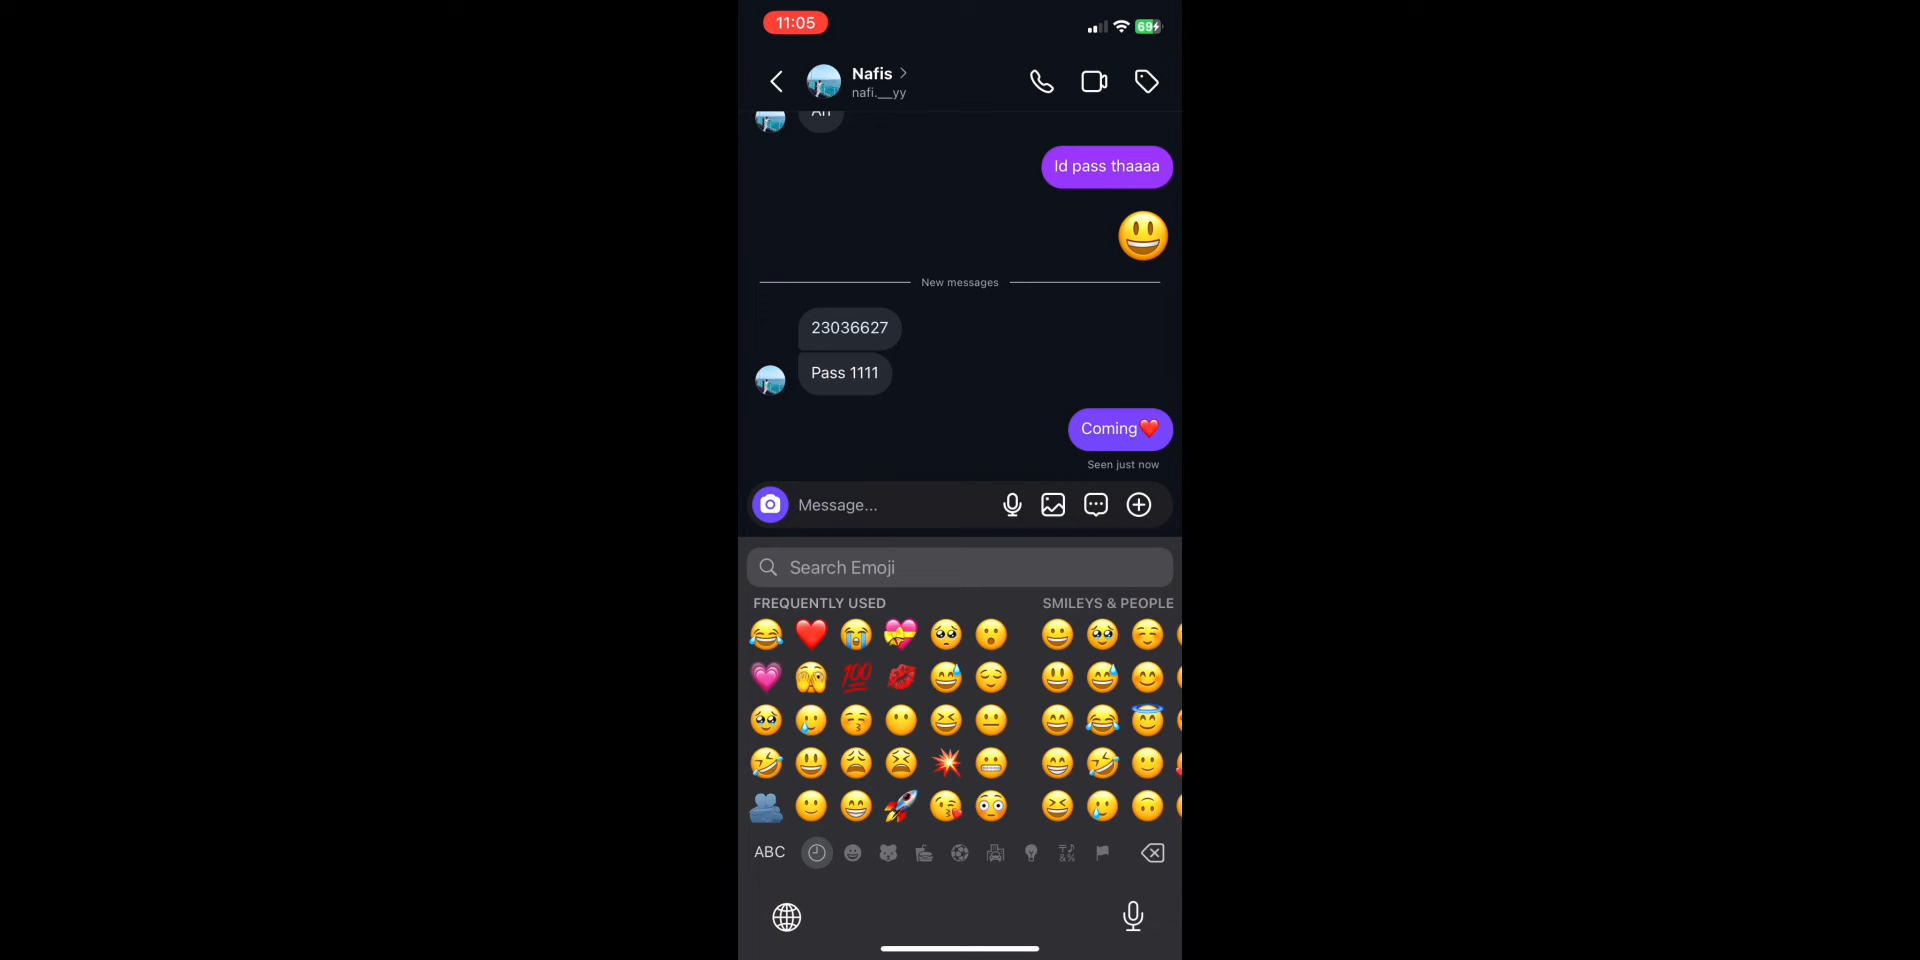 11:05
69
Nafis
nafi.__yy
Id pass thaaaa
New messages
23036627
Pass 1111
Coming❤️
Seen just now
Message...
Search Emoji
FREQUENTLY USED
SMILEYS & PEOPLE
ABC